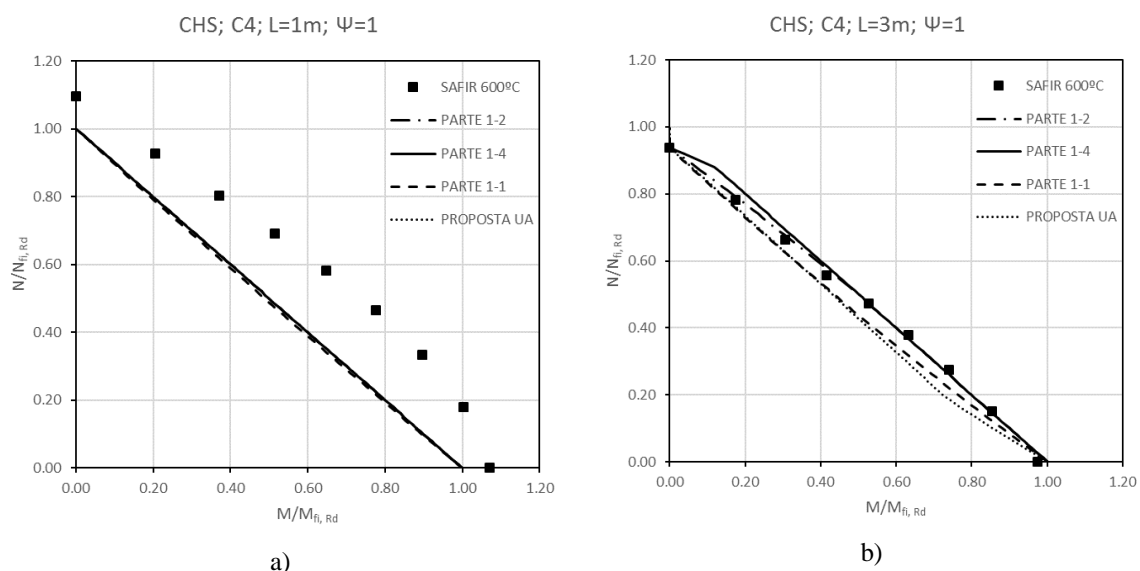 CHS; C4; L=1m; Ψ=1
1.20
1.00
0.80
0.60
0.40
0.20
0.00
N/Nfi, Rd
SAFIR 600ºC
PARTE 1-2
PARTE 1-4
PARTE 1-1
PROPOSTA UA
0.00 0.20 0.40 0.60 0.80 1.00 1.20
M/Mfi, Rd
a)
CHS; C4; L=3m; Ψ=1
1.20
1.00
0.80
0.60
0.40
0.20
0.00
N/Nfi, Rd
SAFIR 600ºC
PARTE 1-2
PARTE 1-4
PARTE 1-1
PROPOSTA UA
0.00 0.20 0.40 0.60 0.80 1.00 1.20
M/Mfi, Rd
b)